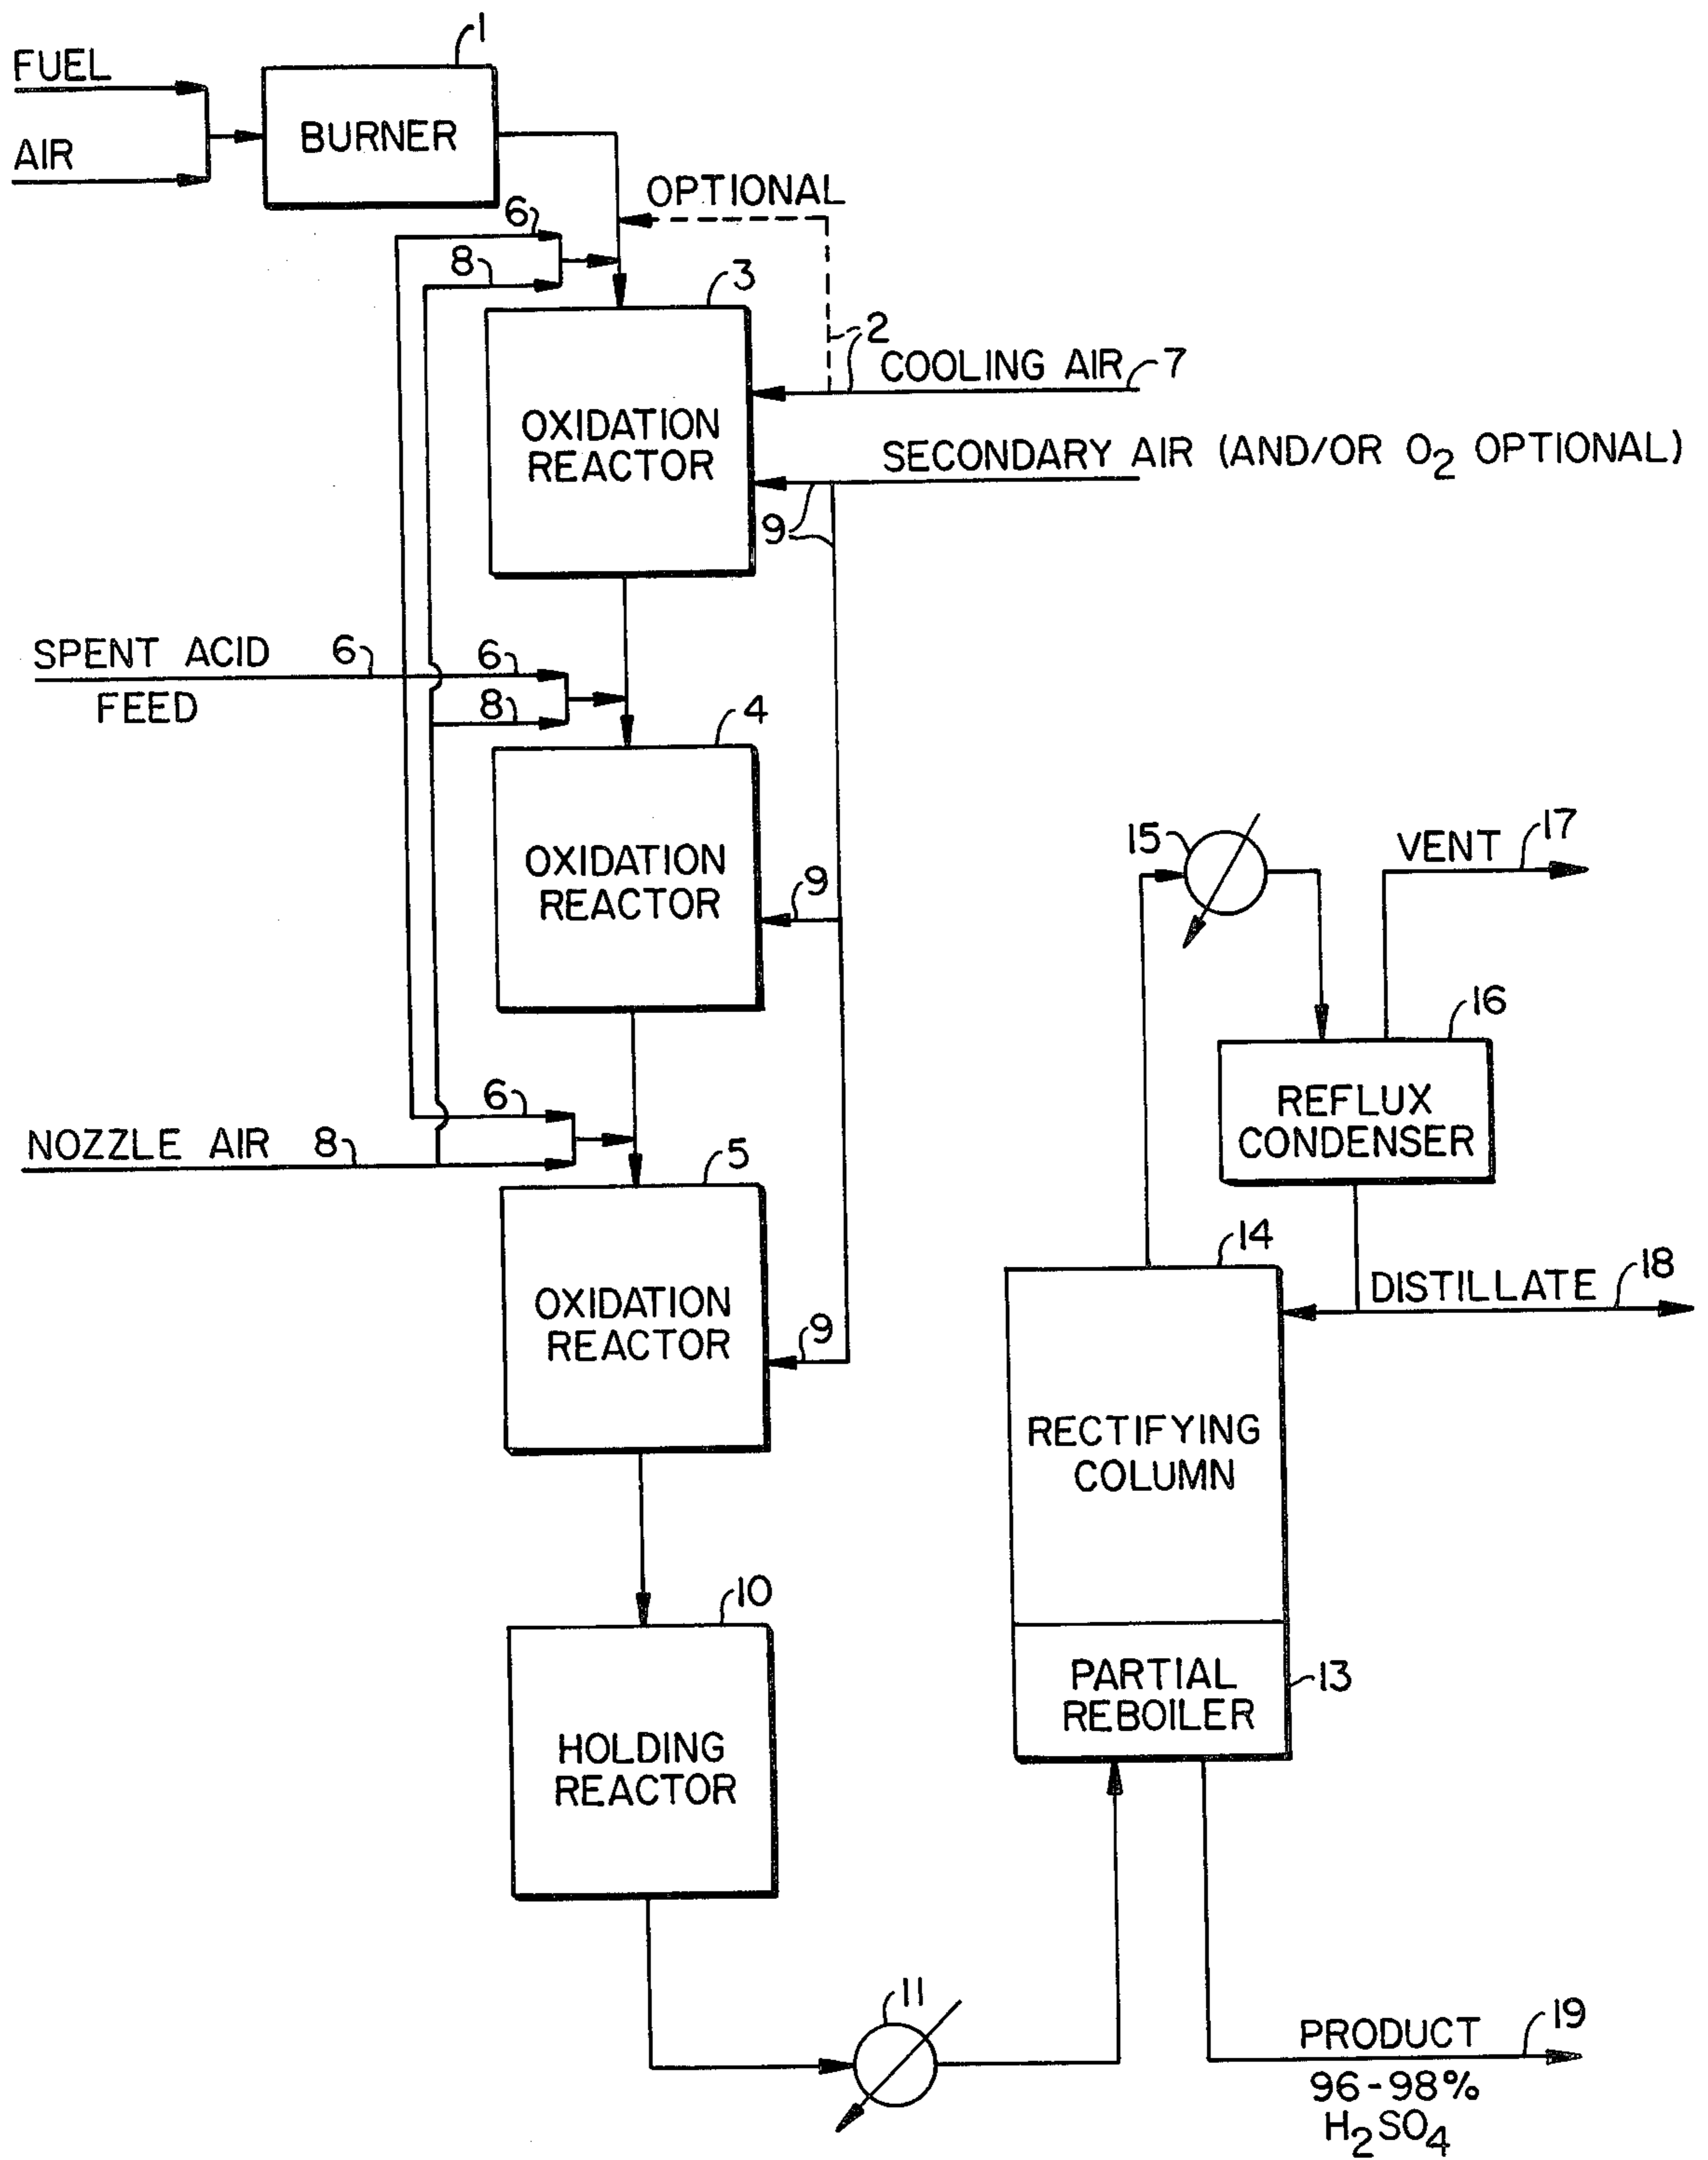 1
FUEL
BURNER
AIR
OPTIONAL
6
8
3
2
COOLING AIR 7
OXIDATION
REACTOR
SECONDARY AIR (AND/OR O2 OPTIONAL)
9
SPENT ACID 6
FEED
6
8
4
OXIDATION
REACTOR
9
15
VENT 17
16
REFLUX
CONDENSER
6
NOZZLE AIR 8
5
OXIDATION
REACTOR
9
14
DISTILLATE 18
RECTIFYING
COLUMN
10
PARTIAL
REBOILER
13
HOLDING
REACTOR
11
PRODUCT 19
96-98%
H2SO4